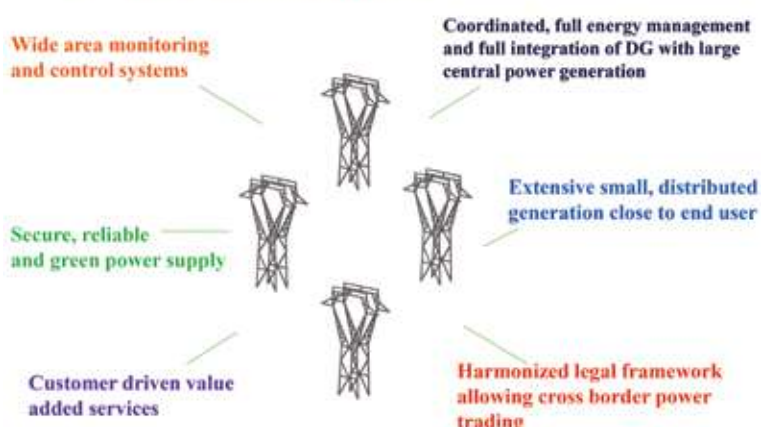 Wide area monitoring
and control systems
Coordinated, full energy management
and full integration of DG with large
central power generation
Secure, reliable
and green power supply
Extensive small, distributed
generation close to end user
Customer driven value
added services
Harmonized legal framework
allowing cross border power
trading